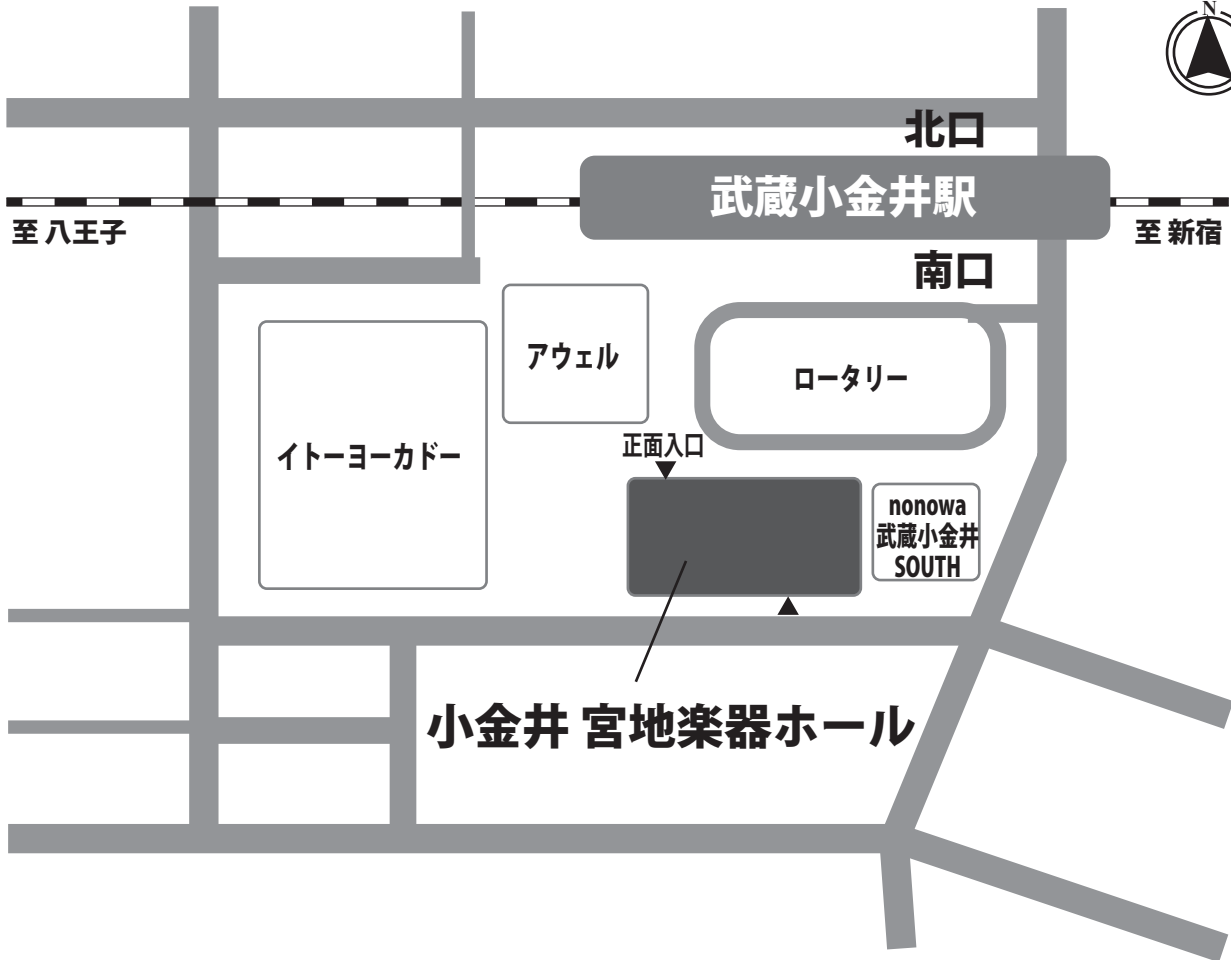 N
北口
武蔵小金井駅
至 八王子
至 新宿
南口
アウェル
ロータリー
イトーヨーカドー
正面入口
nonowa
武蔵小金井
SOUTH
小金井 宮地楽器ホール